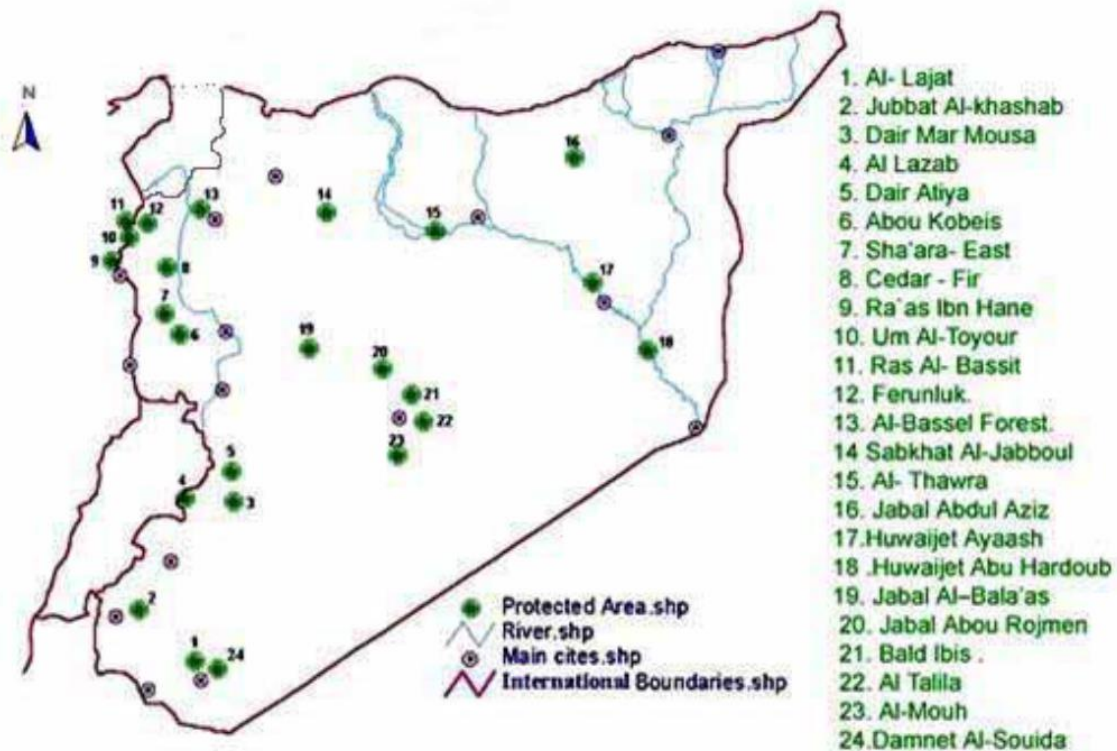 N
1. Al- Lajat
2. Jubbat Al-khashab
3. Dair Mar Mousa
4. Al Lazab
5. Dair Atiya
6. Abou Kobeis
7. Sha'ara- East
8. Cedar - Fir
9. Ra`as Ibn Hane
10. Um Al-Toyour
11. Ras Al- Bassit
12. Ferunluk.
13. Al-Bassel Forest.
14 Sabkhat Al-Jabboul
15. Al- Thawra
16. Jabal Abdul Aziz
17.Huwaijet Ayaash
18 .Huwaijet Abu Hardoub
19. Jabal Al–Bala'as
20. Jabal Abou Rojmen
21. Bald Ibis .
22. Al Talila
23. Al-Mouh
24.Damnet Al-Souida
16
13
14
11
12
15
10
9
8
17
7
6
19
18
20
21
22
23
5
4
3
2
1
24
Protected Area.shp
River.shp
Main cites.shp
International Boundaries.shp